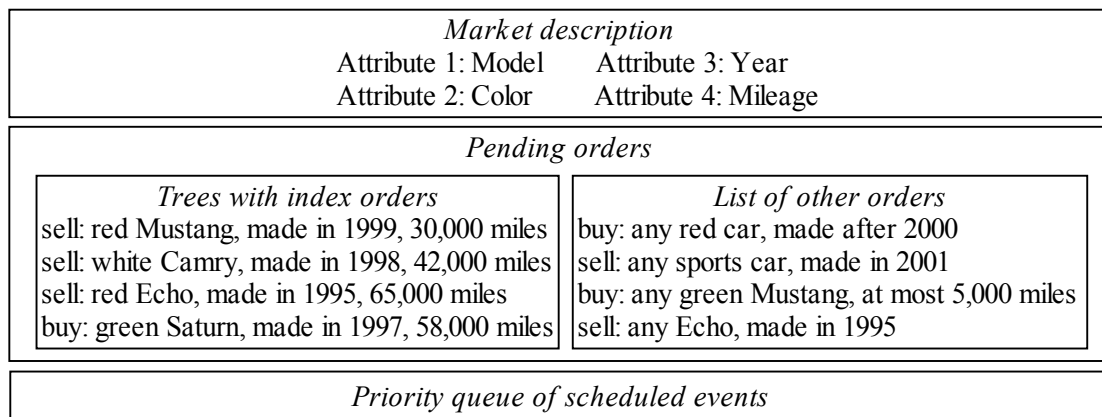 Market description
Attribute 1: Model Attribute 3: Year
Attribute 2: Color Attribute 4: Mileage
Pending orders
Trees with index orders
sell: red Mustang, made in 1999, 30,000 miles
sell: white Camry, made in 1998, 42,000 miles
sell: red Echo, made in 1995, 65,000 miles
buy: green Saturn, made in 1997, 58,000 miles
List of other orders
buy: any red car, made after 2000
sell: any sports car, made in 2001
buy: any green Mustang, at most 5,000 miles
sell: any Echo, made in 1995
Priority queue of scheduled events